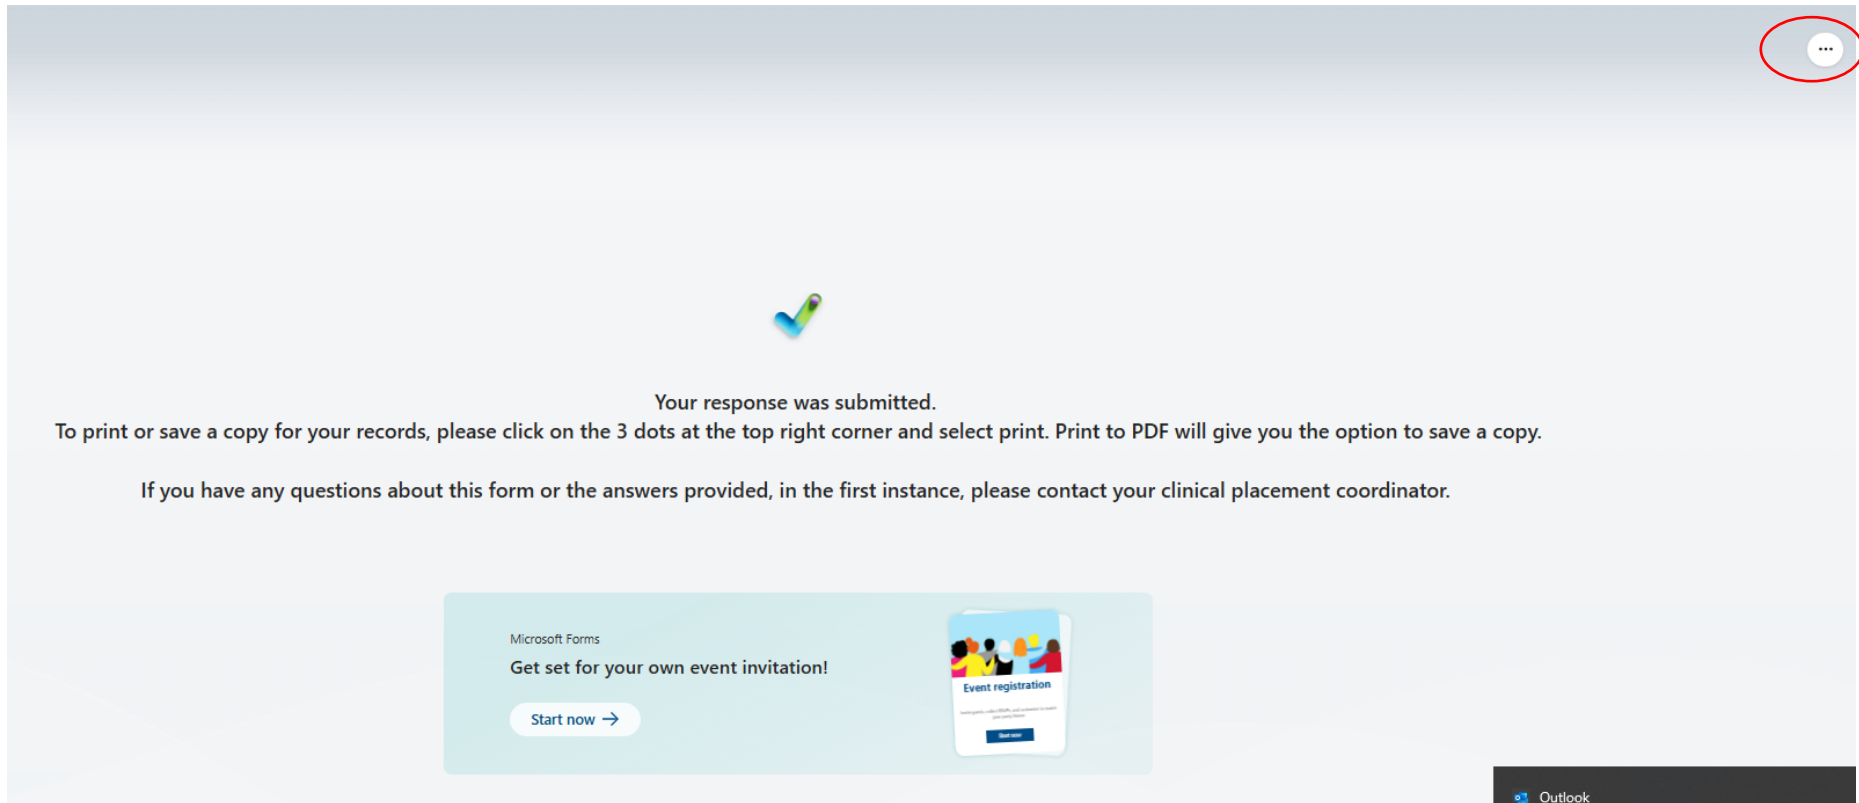 ...
Your response was submitted.
To print or save a copy for your records, please click on the 3 dots at the top right corner and select print. Print to PDF will give you the option to save a copy.
If you have any questions about this form or the answers provided, in the first instance, please contact your clinical placement coordinator.
Microsoft Forms
Get set for your own event invitation!
Start now →
Event registration
Start now
Outlook